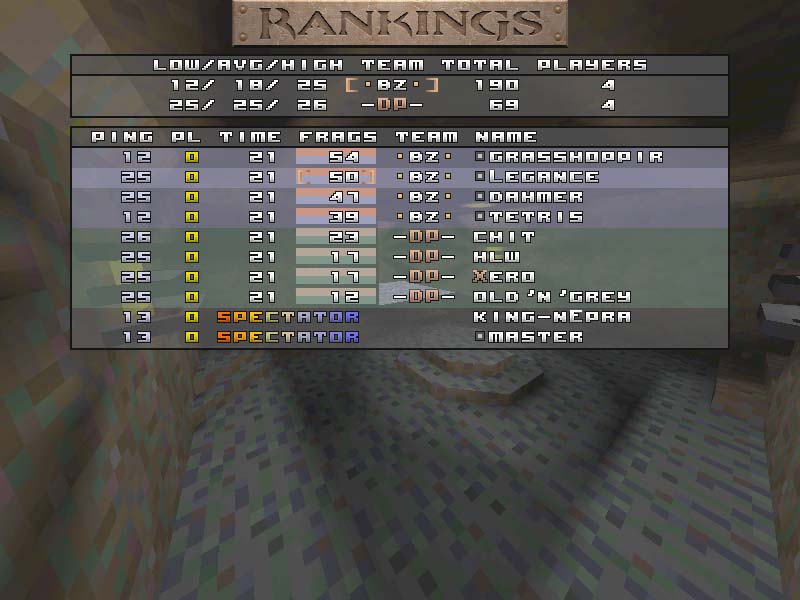 RANKINGS
LOW/AVG/HIGH TEAM TOTAL PLAYERS
12/ 18/ 25 [·BZ·] 190 4
25/ 25/ 26 -DP- 69 4
PING PL TIME FRAGS TEAM NAME
12 0 21 54 ·BZ· GRASSHOPPIR
25 0 21 [ 50 ] ·BZ· LEGANCE
25 0 21 47 ·BZ· DAHMER
12 0 21 39 ·BZ· TETRIS
26 0 21 23 -DP- CHIT
25 0 21 17 -DP- HLW
25 0 21 17 -DP- XERO
25 0 21 12 -DP- OLD 'N 'GREY
13 0 SPECTATOR KING-NEPRA
13 0 SPECTATOR MASTER